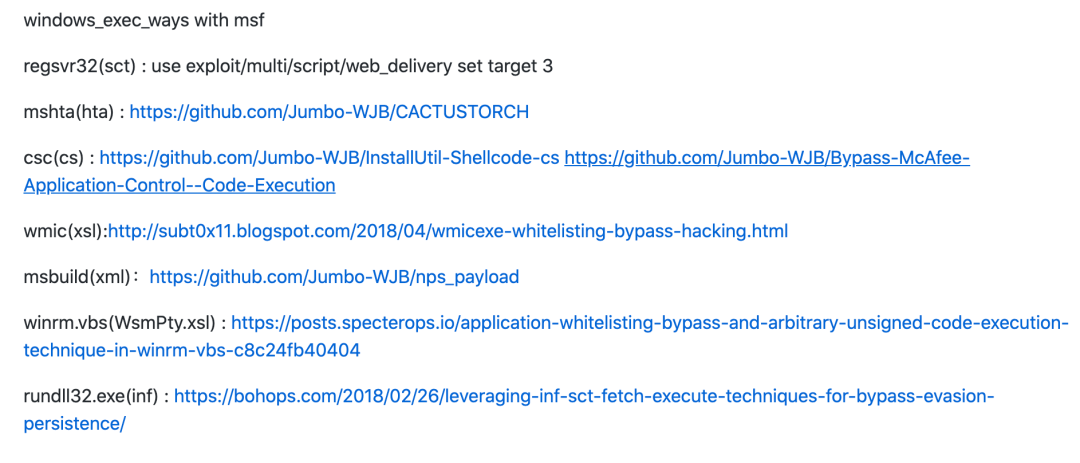 windows_exec_ways with msf
regsvr32(sct) : use exploit/multi/script/web_delivery set target 3
mshta(hta) : https://github.com/Jumbo-WJB/CACTUSTORCH
csc(cs) : https://github.com/Jumbo-WJB/InstallUtil-Shellcode-cs https://github.com/Jumbo-WJB/Bypass-McAfee-
Application-Control--Code-Execution
wmic(xsl):http://subt0x11.blogspot.com/2018/04/wmicexe-whitelisting-bypass-hacking.html
msbuild(xml)：https://github.com/Jumbo-WJB/nps_payload
winrm.vbs(WsmPty.xsl) : https://posts.specterops.io/application-whitelisting-bypass-and-arbitrary-unsigned-code-execution-
technique-in-winrm-vbs-c8c24fb40404
rundll32.exe(inf) : https://bohops.com/2018/02/26/leveraging-inf-sct-fetch-execute-techniques-for-bypass-evasion-
persistence/